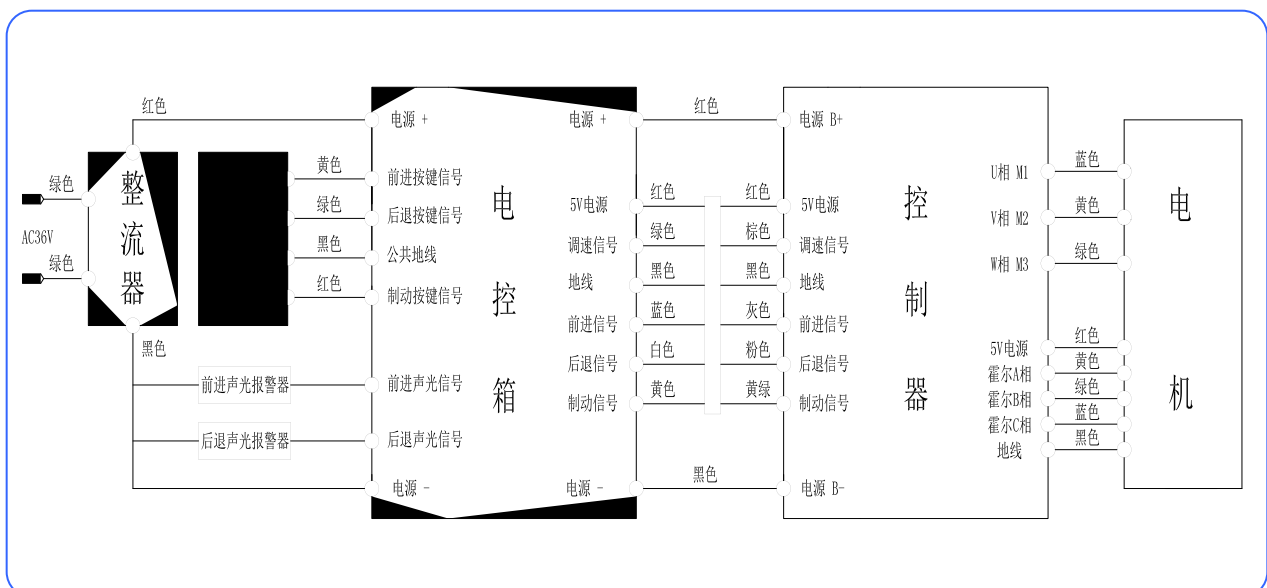 红色
绿色
AC36V
绿色
整流器
黑色
黄色
绿色
黑色
红色
前进声光报警器
后退声光报警器
电源 +
前进按键信号
后退按键信号
公共地线
制动按键信号
前进声光信号
后退声光信号
电源 -
电控箱
电源 +
5V电源
调速信号
地线
前进信号
后退信号
制动信号
电源 -
红色
红色
绿色
黑色
蓝色
白色
黄色
红色
棕色
黑色
灰色
粉色
黄绿
黑色
电源 B+
5V电源
调速信号
地线
前进信号
后退信号
制动信号
电源 B-
控制器
U相 M1
V相 M2
W相 M3
5V电源
霍尔A相
霍尔B相
霍尔C相
地线
蓝色
黄色
绿色
红色
黄色
绿色
蓝色
黑色
电机